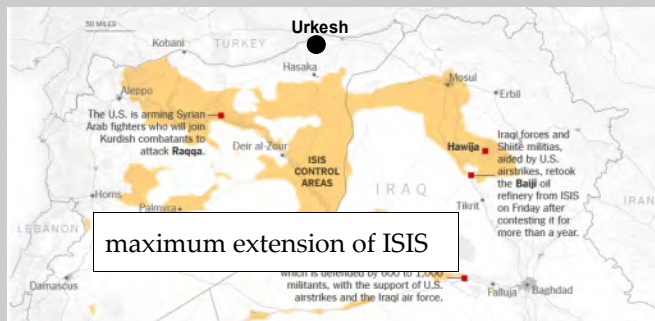 50 MILES
Urkesh
TURKEY
Kobani
Hasaka
Mosul
Aleppo
Erbil
The U.S. is arming Syrian
Arab fighters who will join
Kurdish combatants to
attack Raqqa.
Deir al-Zour
ISIS
CONTROL
AREAS
Hawija
Iraqi forces and
Shiite militias,
aided by U.S.
airstrikes, retook
the Baiji oil
refinery from ISIS
on Friday after
contesting it for
more than a year.
IRAQ
Homs
Palmyra
Tikrit
IRAN
LEBANON
maximum extension of ISIS
which is defended by 600 to 1,000
militants, with the support of U.S.
airstrikes and the Iraqi air force.
Damascus
Falluja
Baghdad